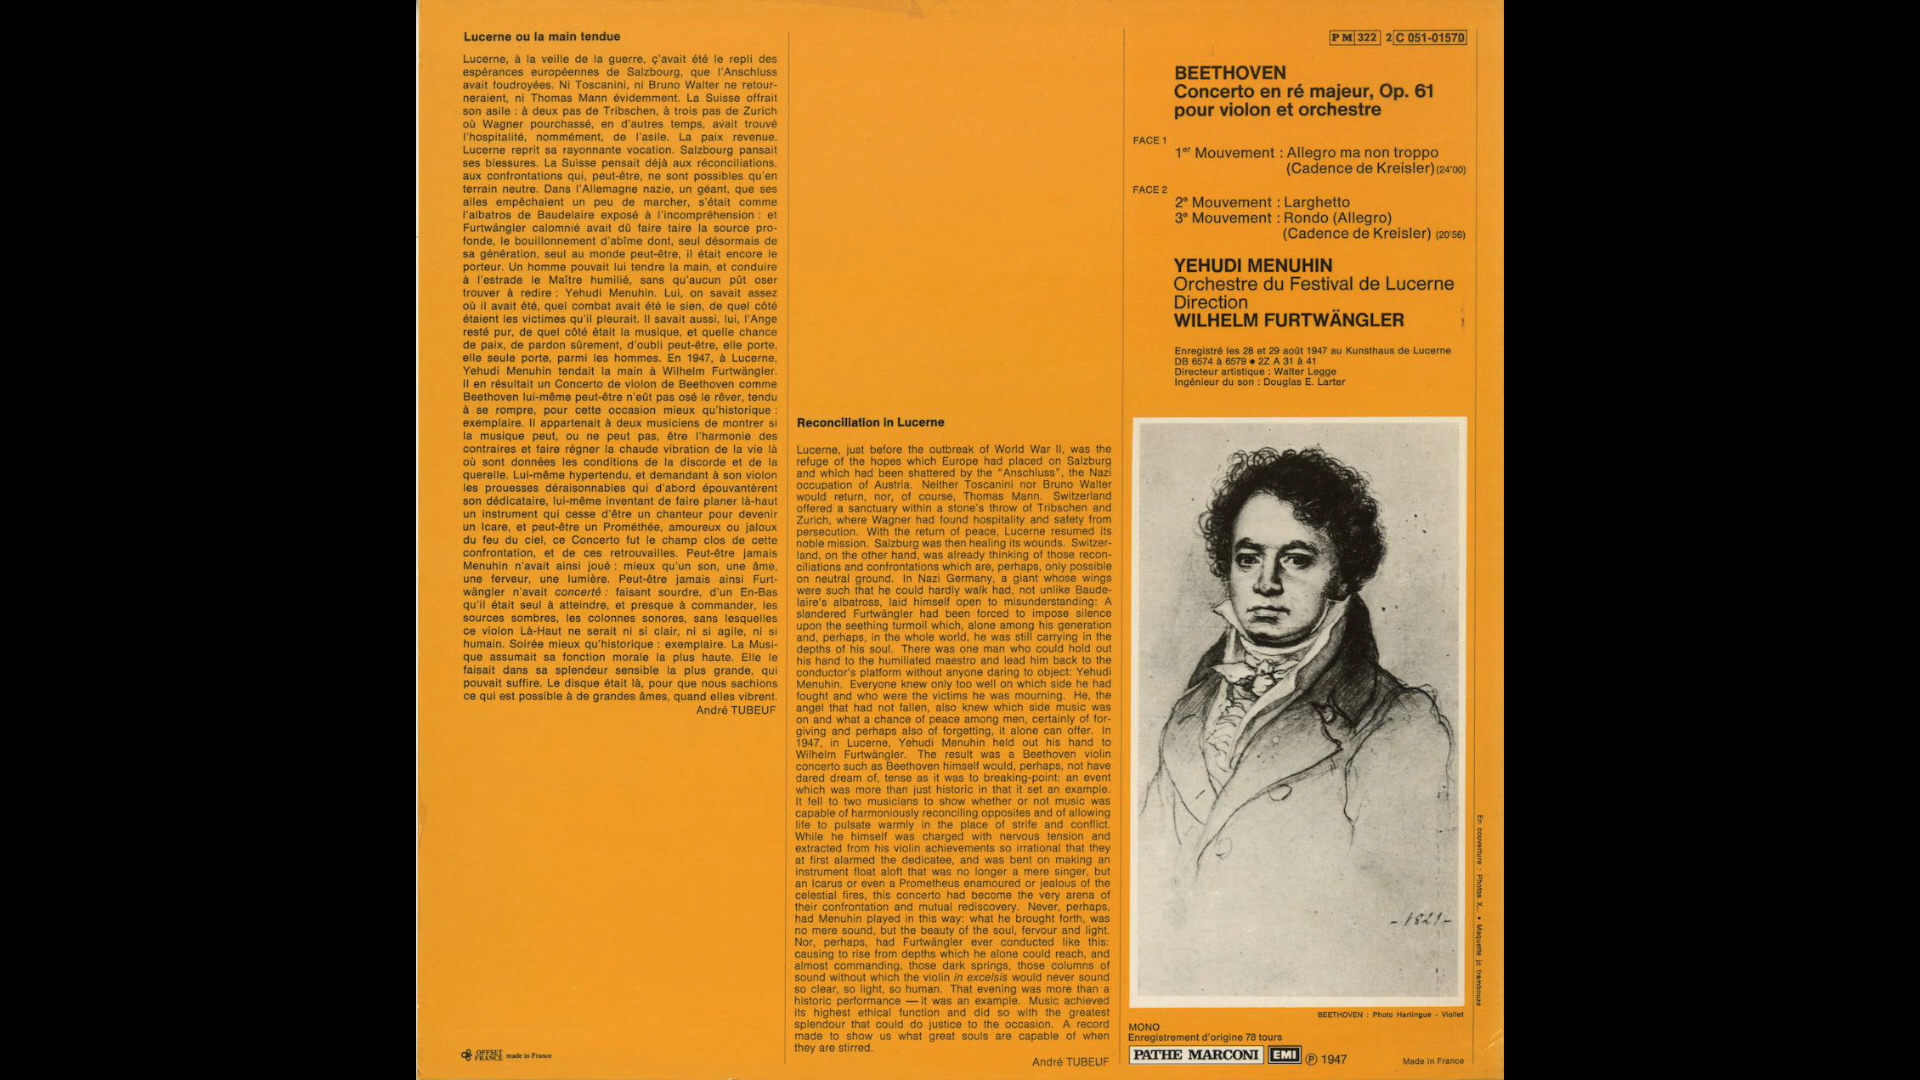 Lucerne ou la main tendue
Lucerne, à la veille de la guerre, ç'avait été le repli des
espérances européennes de Salzbourg, que l'Anschluss
avait foudroyées. Ni Toscanini, ni Bruno Walter ne retour-
neraient, ni Thomas Mann évidemment. La Suisse offrait
son asile : à deux pas de Tribschen, à trois pas de Zurich
où Wagner pourchassé, en d'autres temps, avait trouvé
l'hospitalité, nommément, de l'asile. La paix revenue,
Lucerne reprit sa rayonnante vocation. Salzbourg pansait
ses blessures. La Suisse pensait déjà aux réconciliations,
aux confrontations qui, peut-être, ne sont possibles qu'en
terrain neutre. Dans l'Allemagne nazie, un géant, que ses
ailes empêchaient un peu de marcher, s'était comme
l'albatros de Baudelaire exposé à l'incompréhension : et
Furtwängler calomnié avait dû faire taire la source pro-
fonde, le bouillonnement d'abîme dont, seul désormais de
sa génération, seul au monde peut-être, il était encore le
porteur. Un homme pouvait lui tendre la main, et conduire
à l'estrade le Maître humilié, sans qu'aucun pût oser
trouver à redire : Yehudi Menuhin. Lui, on savait assez
où il avait été, quel combat avait été le sien, de quel côté
étaient les victimes qu'il pleurait. Il savait aussi, lui, l'Ange
resté pur, de quel côté était la musique, et quelle chance
de paix, de pardon sûrement, d'oubli peut-être, elle porte,
elle seule porte, parmi les hommes. En 1947, à Lucerne,
Yehudi Menuhin tendait la main à Wilhelm Furtwängler.
Il en résultait un Concerto de violon de Beethoven comme
Beethoven lui-même peut-être n'eût pas osé le rêver, tendu
à se rompre, pour cette occasion mieux qu'historique :
exemplaire. Il appartenait à deux musiciens de montrer si
la musique peut, ou ne peut pas, être l'harmonie des
contraires et faire régner la chaude vibration de la vie là
où sont données les conditions de la discorde et de la
querelle. Lui-même hypertendu, et demandant à son violon
les prouesses déraisonnables qui d'abord épouvantèrent
son dédicataire, lui-même inventant de faire planer là-haut
un instrument qui cesse d'être un chanteur pour devenir
un Icare, et peut-être un Prométhée, amoureux ou jaloux
du feu du ciel, ce Concerto fut le champ clos de cette
confrontation, et de ces retrouvailles. Peut-être jamais
Menuhin n'avait ainsi joué : mieux qu'un son, une âme,
une ferveur, une lumière. Peut-être jamais ainsi Furt-
wängler n'avait concerté : faisant sourdre, d'un En-Bas
qu'il était seul à atteindre, et presque à commander, les
sources sombres, les colonnes sonores, sans lesquelles
ce violon Là-Haut ne serait ni si clair, ni si agile, ni si
humain. Soirée mieux qu'historique : exemplaire. La Musi-
que assumait sa fonction morale la plus haute. Elle le
faisait dans sa splendeur sensible la plus grande, qui
pouvait suffire. Le disque était là, pour que nous sachions
ce qui est possible à de grandes âmes, quand elles vibrent.
André TUBEUF
OFFSET FRANCE made in France
Reconciliation in Lucerne
Lucerne, just before the outbreak of World War II, was the
refuge of the hopes which Europe had placed on Salzburg
and which had been shattered by the "Anschluss", the Nazi
occupation of Austria. Neither Toscanini nor Bruno Walter
would return, nor, of course, Thomas Mann. Switzerland
offered a sanctuary within a stone's throw of Tribschen and
Zurich, where Wagner had found hospitality and safety from
persecution. With the return of peace, Lucerne resumed its
noble mission. Salzburg was then healing its wounds. Switzer-
land, on the other hand, was already thinking of those recon-
ciliations and confrontations which are, perhaps, only possible
on neutral ground. In Nazi Germany, a giant whose wings
were such that he could hardly walk had, not unlike Baude-
laire's albatross, laid himself open to misunderstanding: A
slandered Furtwängler had been forced to impose silence
upon the seething turmoil which, alone among his generation
and, perhaps, in the whole world, he was still carrying in the
depths of his soul. There was one man who could hold out
his hand to the humiliated maestro and lead him back to the
conductor's platform without anyone daring to object: Yehudi
Menuhin. Everyone knew only too well on which side he had
fought and who were the victims he was mourning. He, the
angel that had not fallen, also knew which side music was
on and what a chance of peace among men, certainly of for-
giving and perhaps also of forgetting, it alone can offer. In
1947, in Lucerne, Yehudi Menuhin held out his hand to
Wilhelm Furtwängler. The result was a Beethoven violin
concerto such as Beethoven himself would, perhaps, not have
dared dream of, tense as it was to breaking-point: an event
which was more than just historic in that it set an example.
It fell to two musicians to show whether or not music was
capable of harmoniously reconciling opposites and of allowing
life to pulsate warmly in the place of strife and conflict.
While he himself was charged with nervous tension and
extracted from his violin achievements so irrational that they
at first alarmed the dedicatee, and was bent on making an
instrument float aloft that was no longer a mere singer, but
an Icarus or even a Prometheus enamoured or jealous of the
celestial fires, this concerto had become the very arena of
their confrontation and mutual rediscovery. Never, perhaps,
had Menuhin played in this way: what he brought forth, was
no mere sound, but the beauty of the soul, fervour and light.
Nor, perhaps, had Furtwängler ever conducted like this:
causing to rise from depths which he alone could reach, and
almost commanding, those dark springs, those columns of
sound without which the violin in excelsis would never sound
so clear, so light, so human. That evening was more than a
historic performance — it was an example. Music achieved
its highest ethical function and did so with the greatest
splendour that could do justice to the occasion. A record
made to show us what great souls are capable of when
they are stirred.
André TUBEUF
PM 322 2 C 051-01570
BEETHOVEN
Concerto en ré majeur, Op. 61
pour violon et orchestre
FACE 1
1er Mouvement : Allegro ma non troppo
(Cadence de Kreisler) (24'00)
FACE 2
2e Mouvement : Larghetto
3e Mouvement : Rondo (Allegro)
(Cadence de Kreisler) (20'56)
YEHUDI MENUHIN
Orchestre du Festival de Lucerne
Direction
WILHELM FURTWÄNGLER
Enregistré les 28 et 29 août 1947 au Kunsthaus de Lucerne
DB 6574 à 6579 • 2Z A 31 à 41
Directeur artistique : Walter Legge
Ingénieur du son : Douglas E. Larter
-1821-
BEETHOVEN : Photo Harlingue - Viollet
En couverture : Photos X... • Maquette jo trambouze
MONO
Enregistrement d'origine 78 tours
PATHE MARCONI EMI ℗ 1947
Made in France